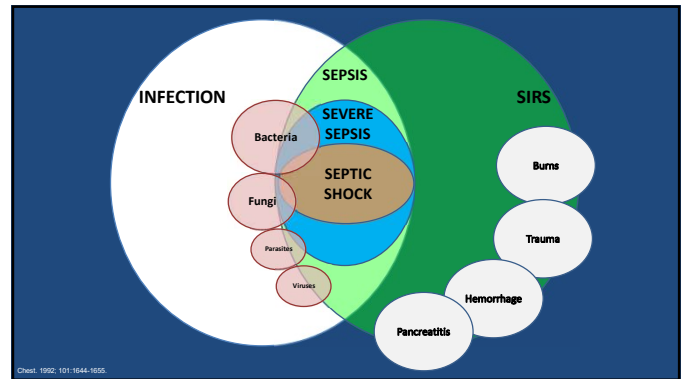 SEPSIS
INFECTION
SIRS
SEVERE
SEPSIS
Bacteria
Burns
SEPTIC
SHOCK
Fungi
Trauma
Parasites
Viruses
Hemorrhage
Pancreatitis
Chest. 1992; 101:1644-1655.